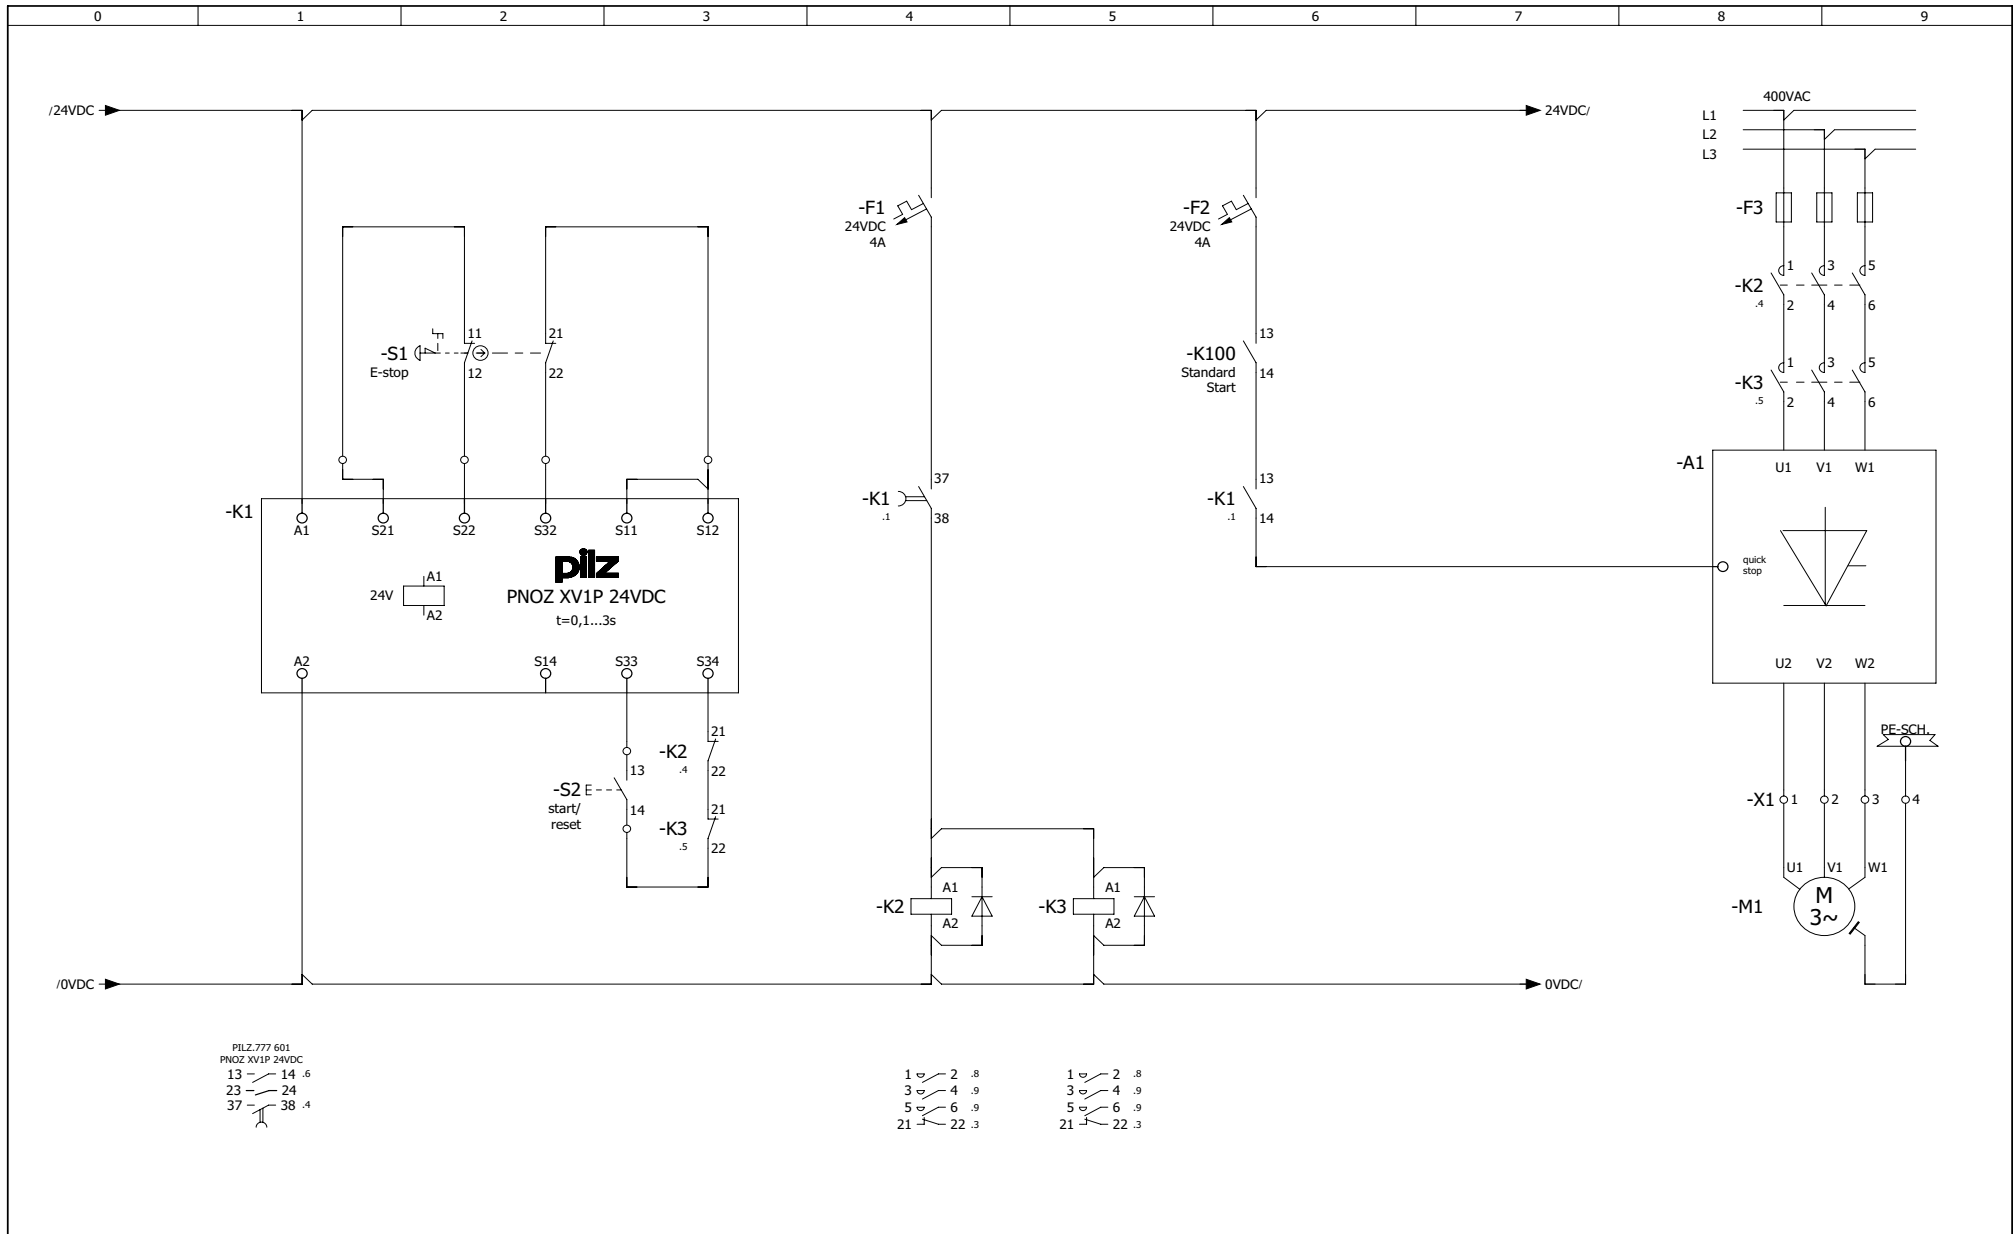 0 1 2 3 4 5 6 7 8 9
/24VDC
24VDC/
400VAC
L1
L2
L3
-F1
24VDC
4A
-F2
24VDC
4A
-F3
-S1
E-stop
11
12
21
22
-K100
Standard
Start
13
14
-K2
.4
1 3 5
2 4 6
-K3
.5
1 3 5
2 4 6
-K1
A1 S21 S22 S32 S11 S12
pilz
PNOZ XV1P 24VDC
t=0,1...3s
24V
A1
A2
A2 S14 S33 S34
-K1
.1
37
38
-K1
.1
13
14
-A1
U1 V1 W1
quick
stop
U2 V2 W2
-S2 E
start/
reset
13
14
-K2
.4
21
22
-K3
.5
21
22
PE-SCH.
-X1 1 2 3 4
-K2
A1
A2
-K3
A1
A2
U1 V1 W1
-M1
M
3~
/0VDC
0VDC/
PILZ.777 601
PNOZ XV1P 24VDC
13 14 .6
23 24
37 38 .4
1 2 .8
3 4 .9
5 6 .9
21 22 .3
1 2 .8
3 4 .9
5 6 .9
21 22 .3